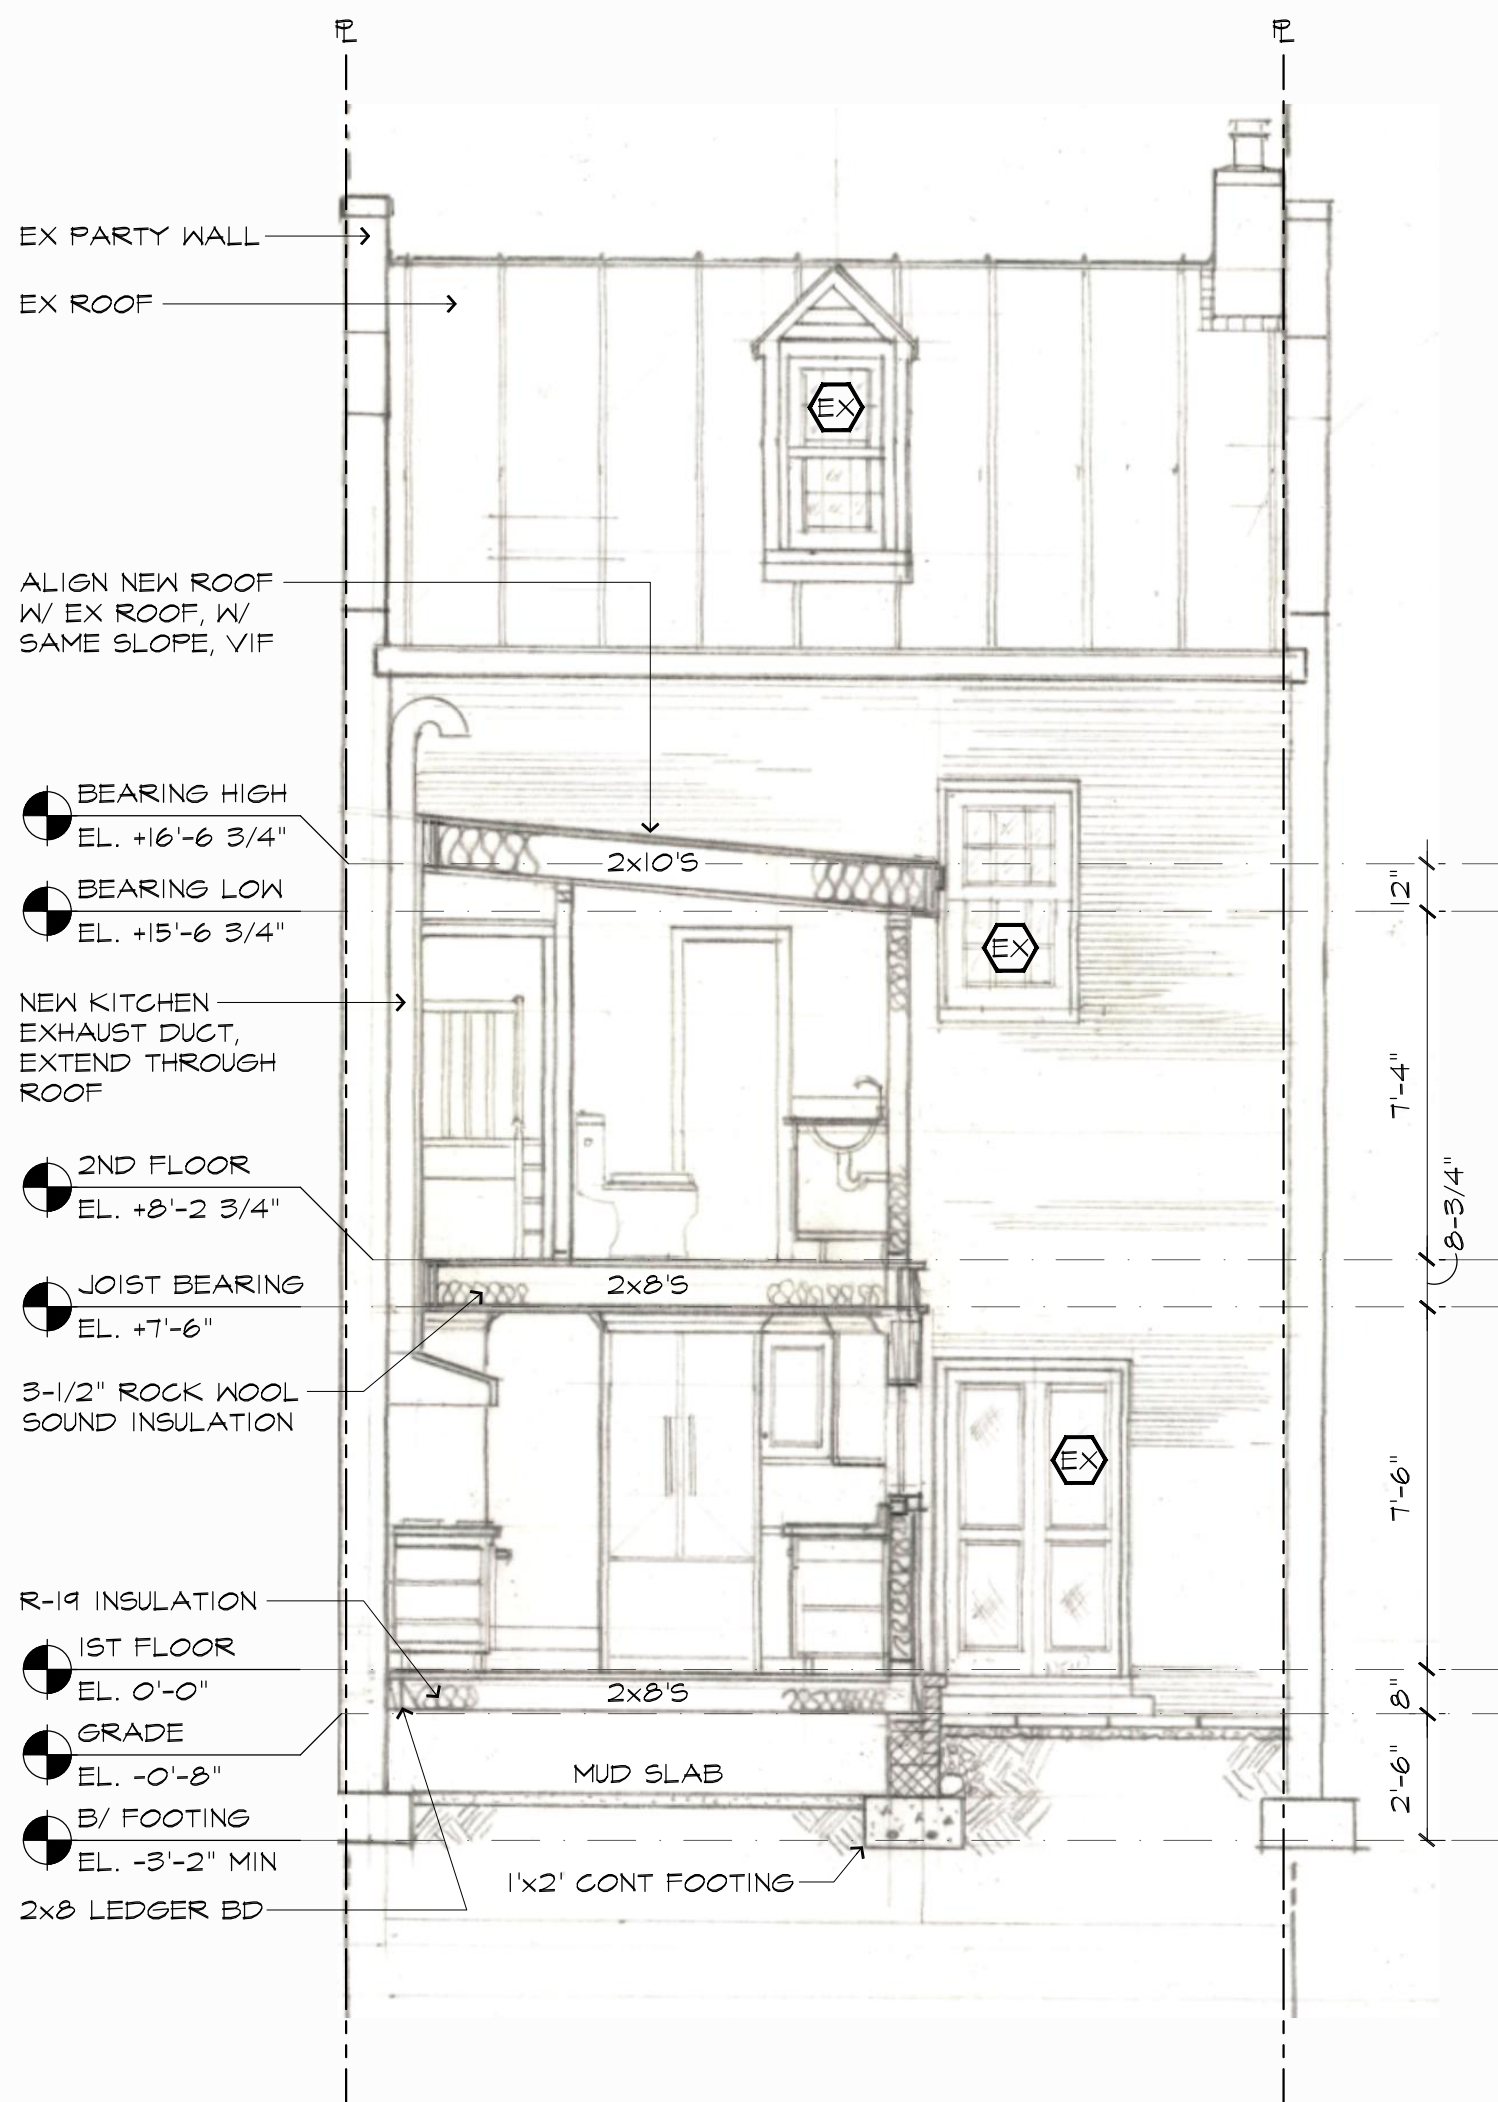 PL
PL
EX PARTY WALL
EX ROOF
EX
ALIGN NEW ROOF
W/ EX ROOF, W/
SAME SLOPE, VIF
BEARING HIGH
EL. +16'-6 3/4"
2x10'S
12"
BEARING LOW
EL. +15'-6 3/4"
EX
NEW KITCHEN
EXHAUST DUCT,
EXTEND THROUGH
ROOF
7'-4"
2ND FLOOR
EL. +8'-2 3/4"
8-3/4"
JOIST BEARING
EL. +7'-6"
2x8'S
3-1/2" ROCK WOOL
SOUND INSULATION
EX
7'-6"
R-19 INSULATION
1ST FLOOR
EL. 0'-0"
2x8'S
8"
GRADE
EL. -0'-8"
MUD SLAB
2'-6"
B/ FOOTING
EL. -3'-2" MIN
1'x2' CONT FOOTING
2x8 LEDGER BD